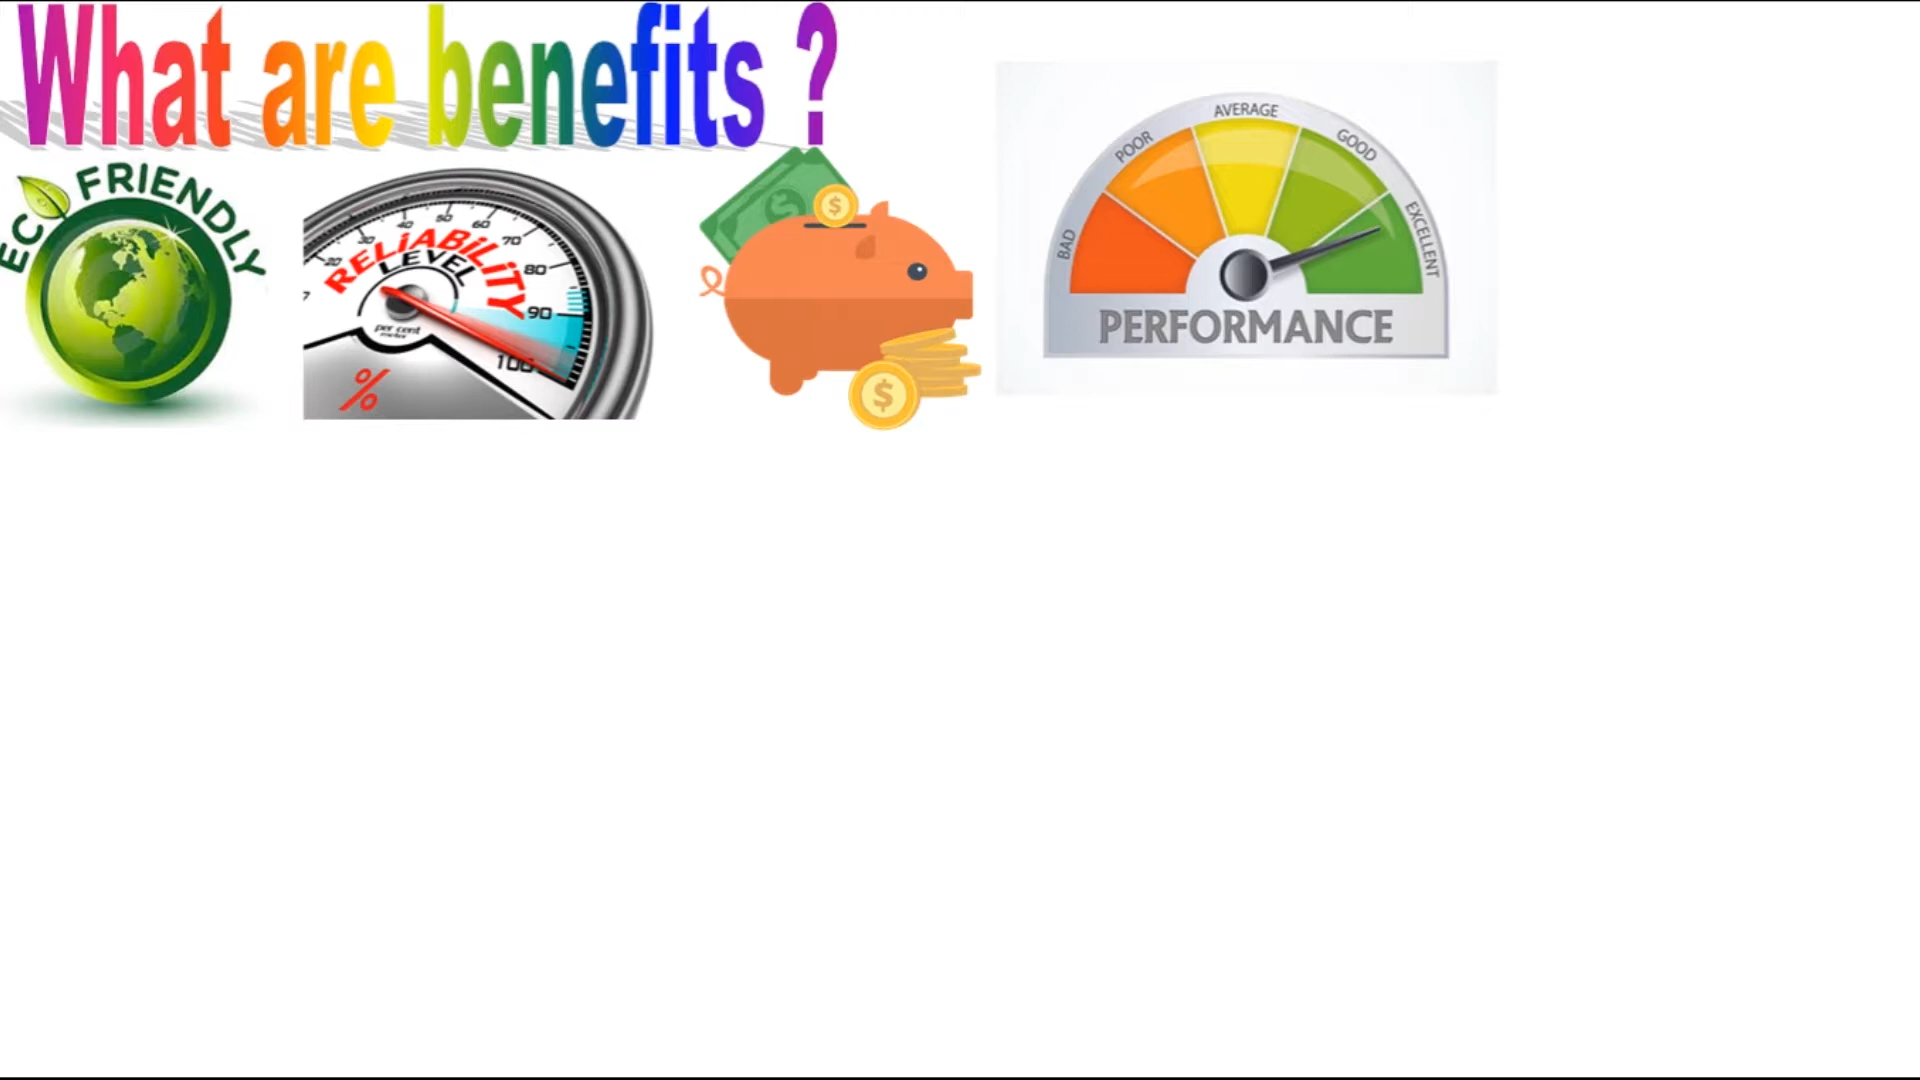 What are benefits ?
ECO FRIENDLY
20 30 40 50 60 70 80 90 100
RELiABiLiTY
LEVEL
per cent
meter
%
$
$
$
BAD POOR AVERAGE GOOD EXCELLENT
PERFORMANCE